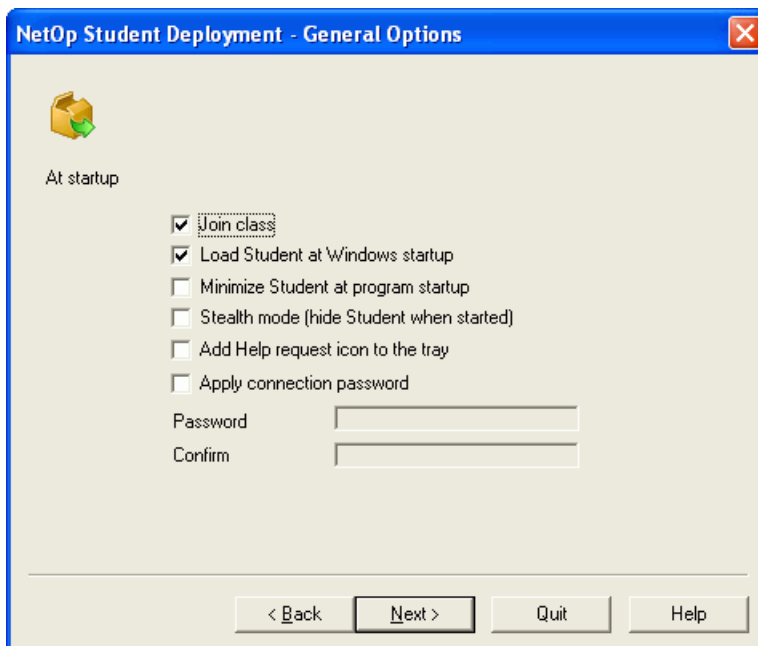 NetOp Student Deployment - General Options
At startup
Join class
Load Student at Windows startup
Minimize Student at program startup
Stealth mode (hide Student when started)
Add Help request icon to the tray
Apply connection password
Password
Confirm
< Back
Next >
Quit
Help